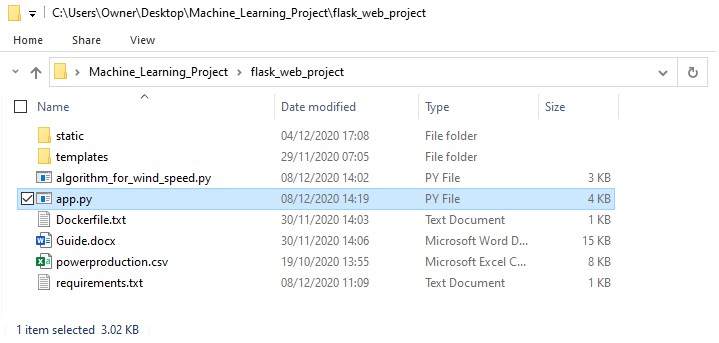 C:\Users\Owner\Desktop\Machine_Learning_Project\flask_web_project
Home Share View
Machine_Learning_Project flask_web_project
Name Date modified Type Size
static 04/12/2020 17:08 File folder
templates 29/11/2020 07:05 File folder
algorithm_for_wind_speed.py 08/12/2020 14:02 PY File 3 KB
app.py 08/12/2020 14:19 PY File 4 KB
Dockerfile.txt 30/11/2020 14:03 Text Document 1 KB
Guide.docx 30/11/2020 14:06 Microsoft Word D... 15 KB
powerproduction.csv 19/10/2020 13:55 Microsoft Excel C... 8 KB
requirements.txt 08/12/2020 11:09 Text Document 1 KB
1 item selected 3.02 KB